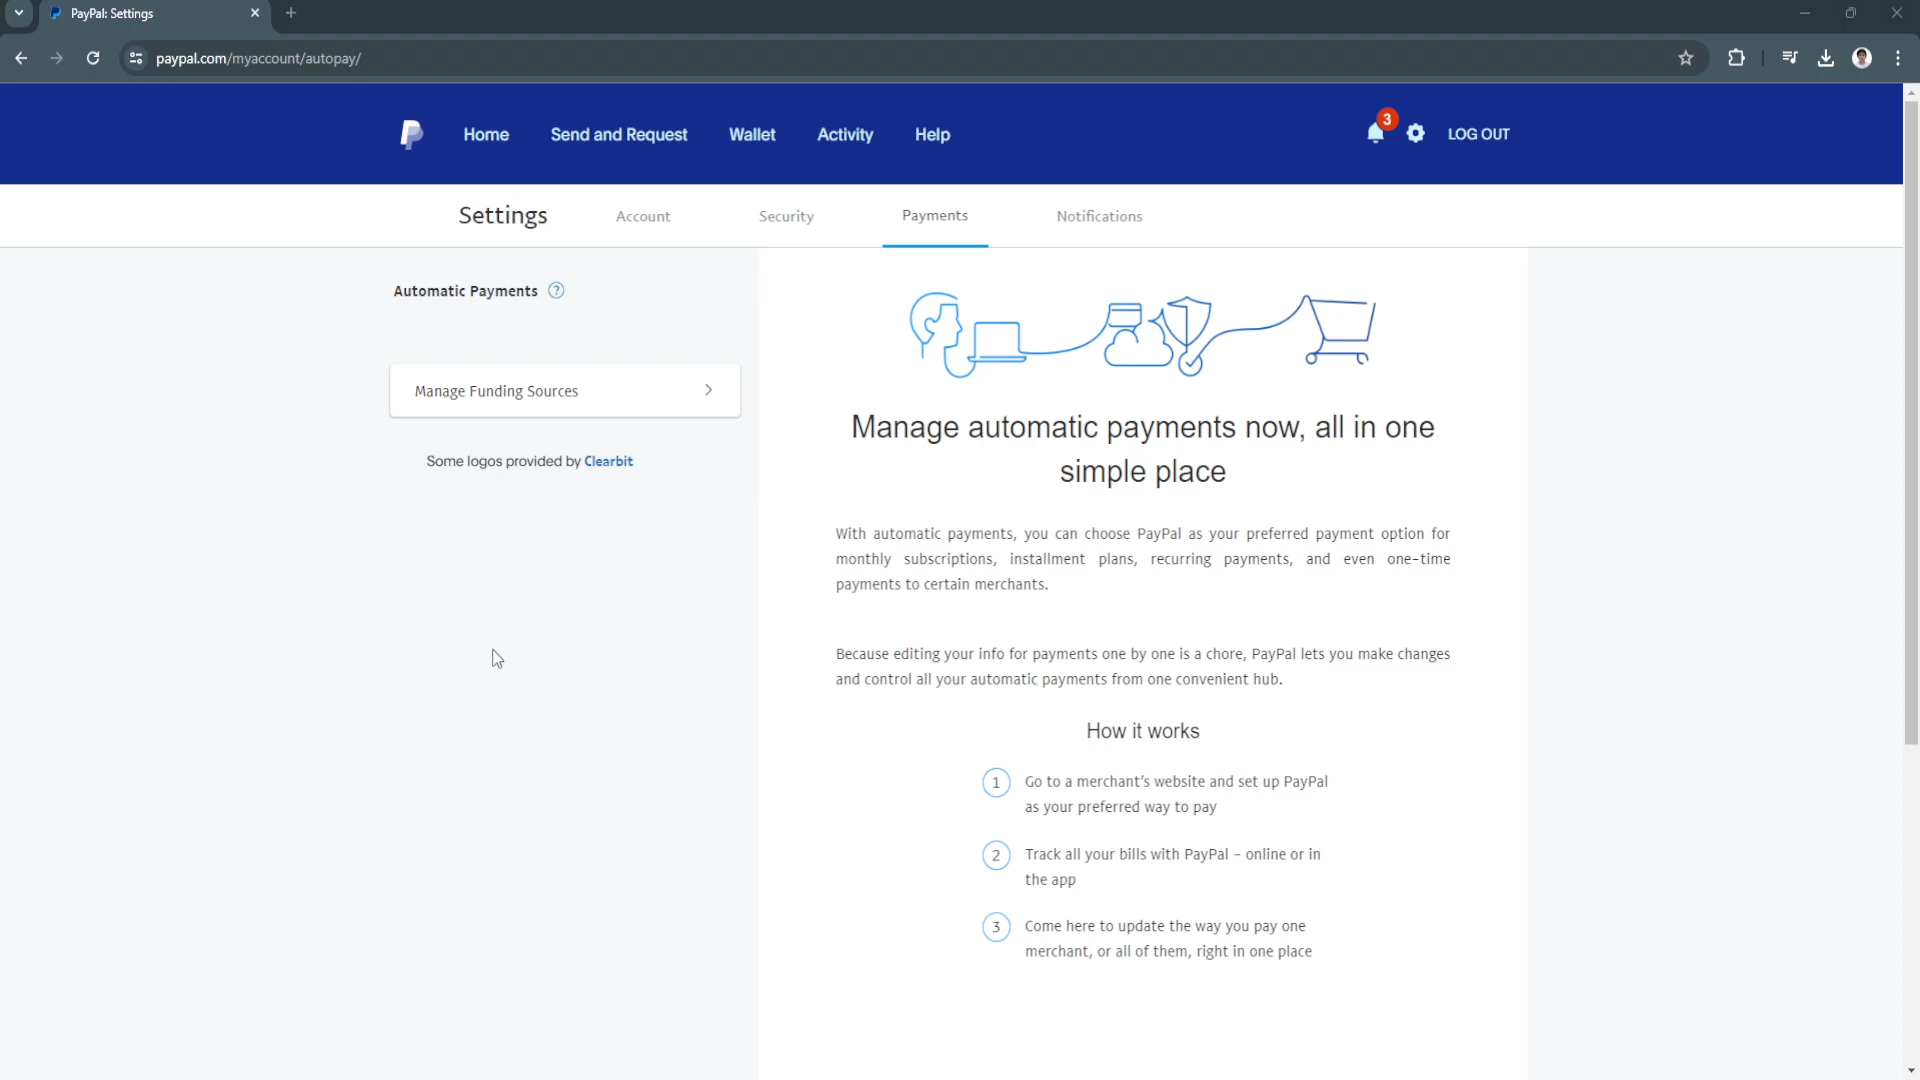 PayPal: Settings
paypal.com/myaccount/autopay/
Home Send and Request Wallet Activity Help 3 LOG OUT
Settings Account Security Payments Notifications
Automatic Payments ?
Manage Funding Sources
Some logos provided by Clearbit
Manage automatic payments now, all in one
simple place
With automatic payments, you can choose PayPal as your preferred payment option for
monthly subscriptions, installment plans, recurring payments, and even one-time
payments to certain merchants.
Because editing your info for payments one by one is a chore, PayPal lets you make changes
and control all your automatic payments from one convenient hub.
How it works
1 Go to a merchant’s website and set up PayPal
as your preferred way to pay
2 Track all your bills with PayPal – online or in
the app
3 Come here to update the way you pay one
merchant, or all of them, right in one place